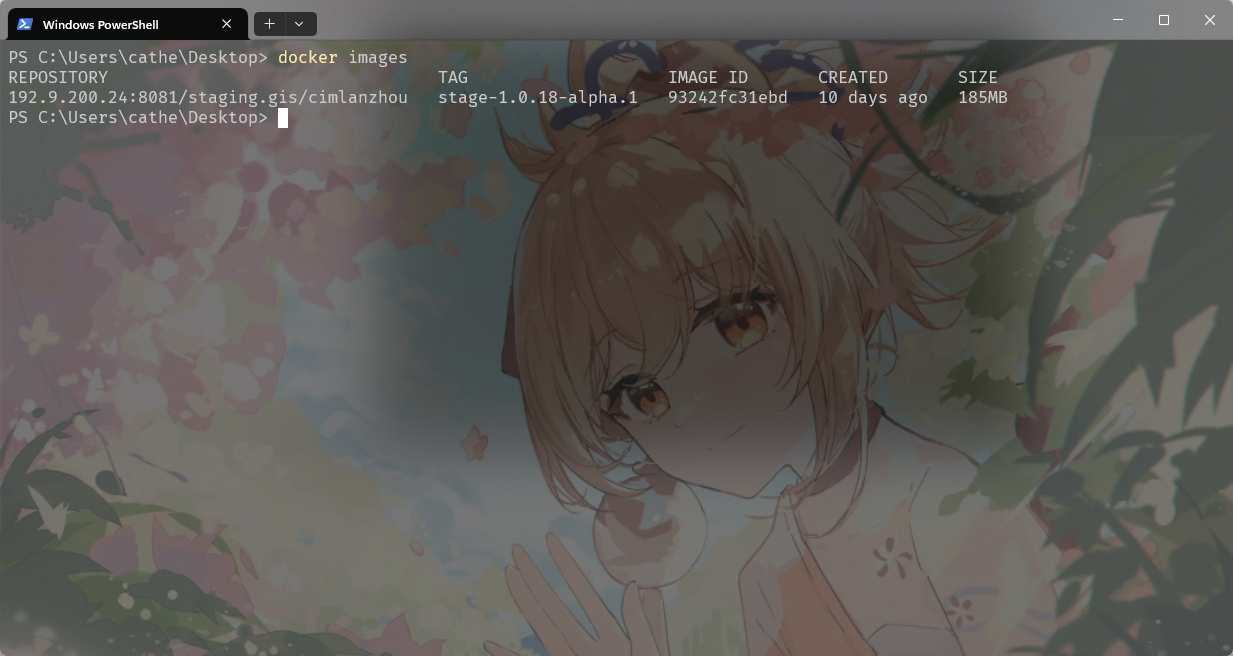 Windows PowerShell
PS C:\Users\cathe\Desktop> docker images
REPOSITORY TAG IMAGE ID CREATED SIZE
192.9.200.24:8081/staging.gis/cimlanzhou stage-1.0.18-alpha.1 93242fc31ebd 10 days ago 185MB
PS C:\Users\cathe\Desktop>